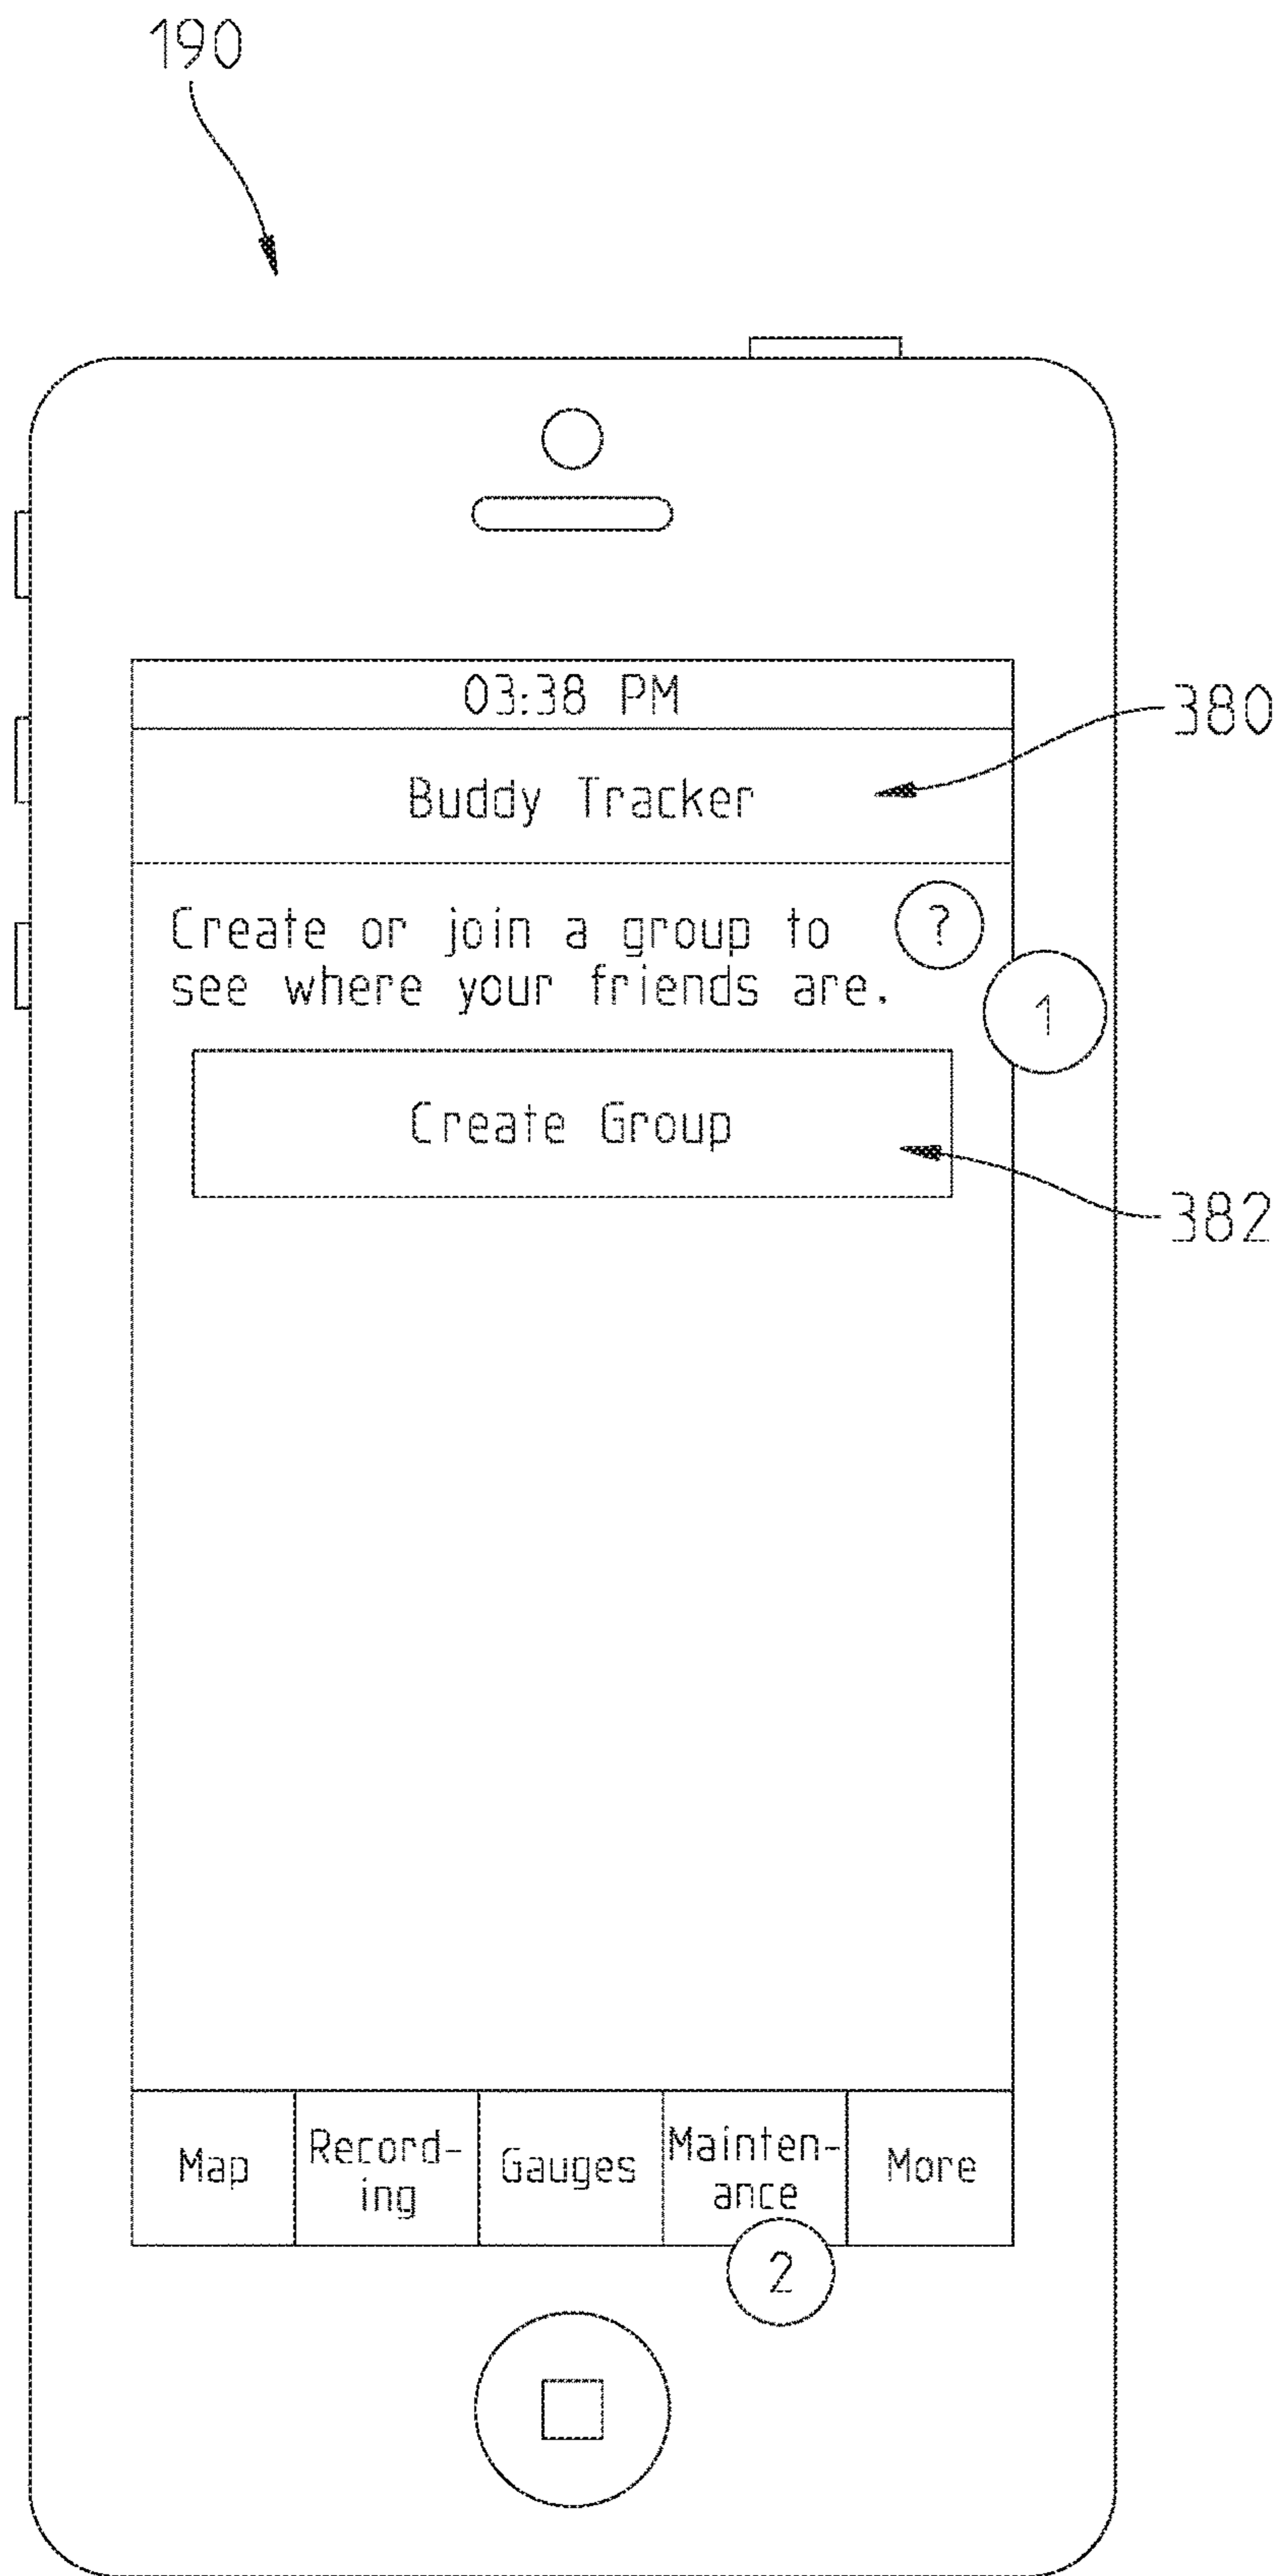 190
03:38 PM
380
Buddy Tracker
Create or join a group to
?
see where your friends are.
1
Create Group
382
Map
Record-
ing
Gauges
Mainten-
ance
More
2